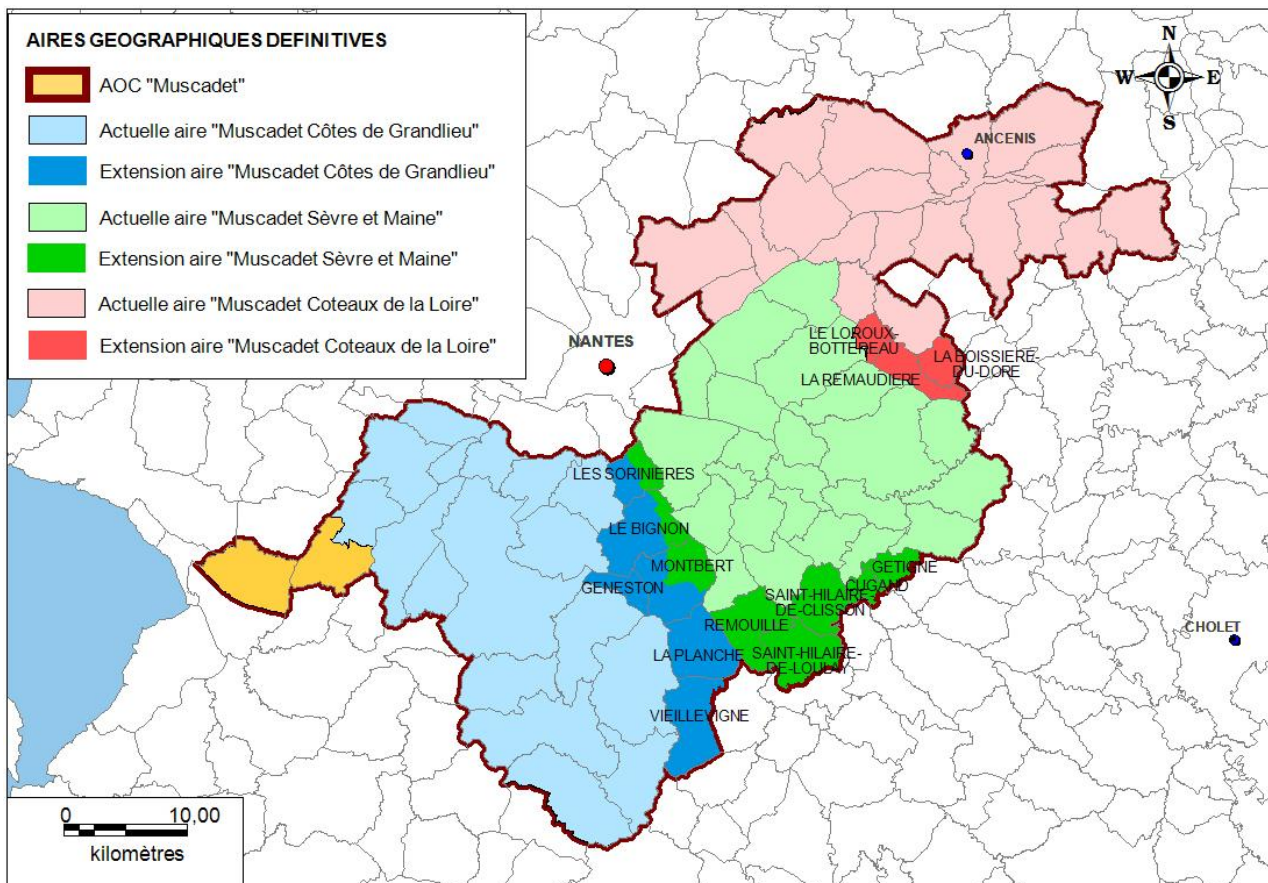 AIRES GEOGRAPHIQUES DEFINITIVES
AOC "Muscadet"
Actuelle aire "Muscadet Côtes de Grandlieu"
Extension aire "Muscadet Côtes de Grandlieu"
Actuelle aire "Muscadet Sèvre et Maine"
Extension aire "Muscadet Sèvre et Maine"
Actuelle aire "Muscadet Coteaux de la Loire"
Extension aire "Muscadet Coteaux de la Loire"
N
W
E
S
ANCENIS
NANTES
LE LOROUX-
BOTTEREAU
LA BOISSIERE-
DU-DORE
LA REMAUDIERE
LES SORINIERES
LE BIGNON
MONTBERT
GENESTON
GETIGNE
CUGAND
SAINT-HILAIRE-
DE-CLISSON
REMOUILLE
CHOLET
LA PLANCHE
SAINT-HILAIRE-
DE-LOULAY
VIEILLEVIGNE
0 10,00
kilomètres